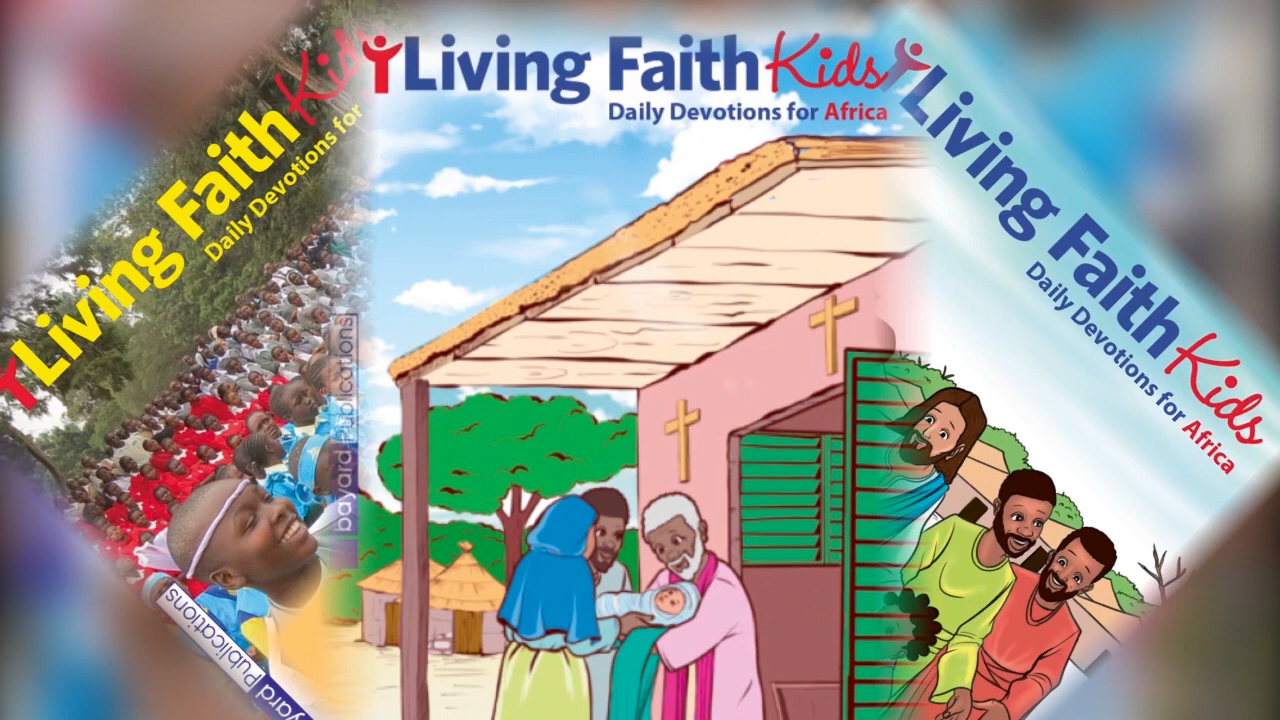 Living Faith Kids
Daily Devotions for
bayard Publications
yard Publications
Living Faith Kids
Daily Devotions for Africa
Living Faith Kids
Daily Devotions for Africa